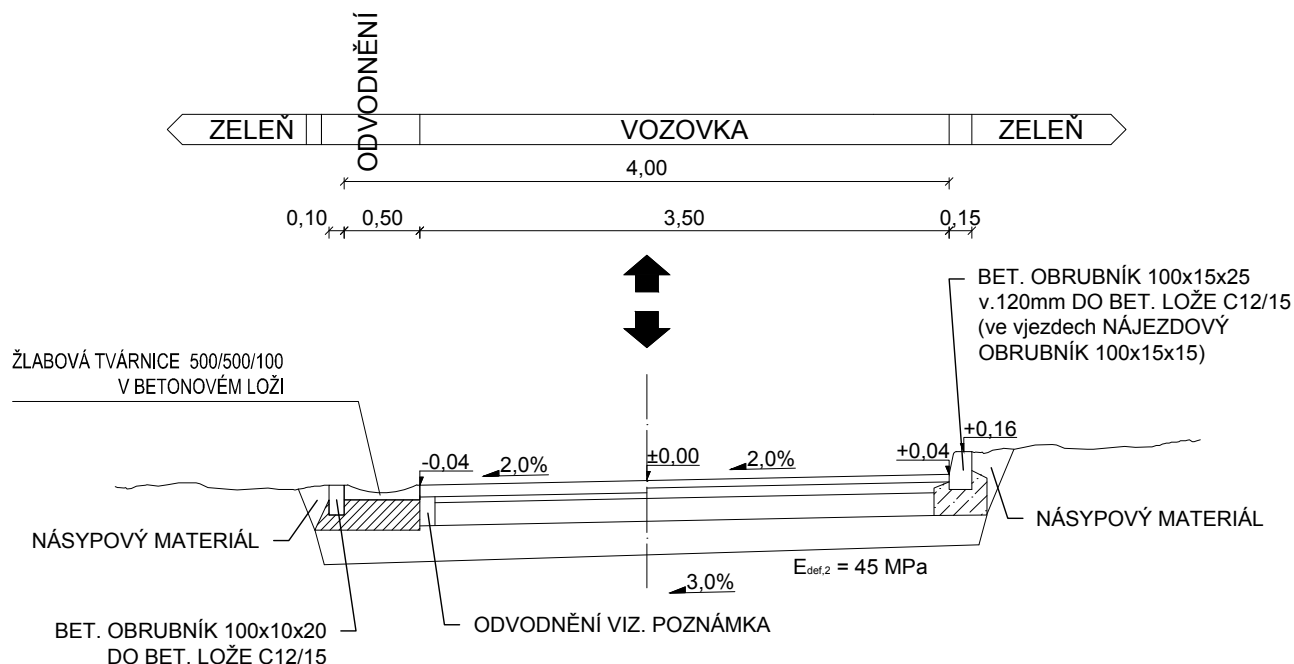 ODVODNĚNÍ
ZELEŇ
VOZOVKA
ZELEŇ
4,00
0,10
0,50
3,50
0,15
BET. OBRUBNÍK 100x15x25
v.120mm DO BET. LOŽE C12/15
(ve vjezdech NÁJEZDOVÝ
OBRUBNÍK 100x15x15)
ŽLABOVÁ TVÁRNICE 500/500/100
V BETONOVÉM LOŽI
+0,16
-0,04
2,0%
±0,00
2,0%
+0,04
NÁSYPOVÝ MATERIÁL
NÁSYPOVÝ MATERIÁL
Edef,2 = 45 MPa
3,0%
BET. OBRUBNÍK 100x10x20
DO BET. LOŽE C12/15
ODVODNĚNÍ VIZ. POZNÁMKA